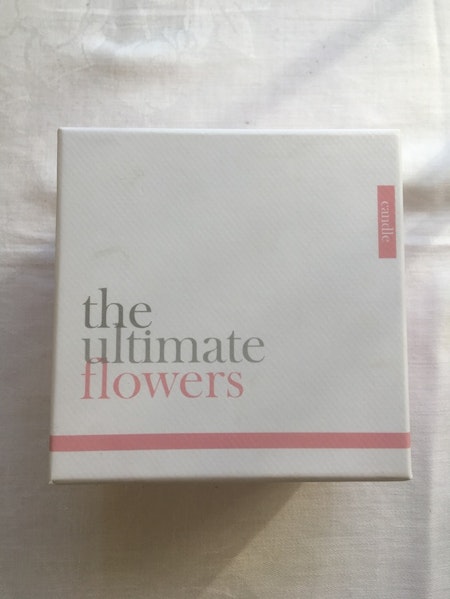 candle
the
ultimate
flowers